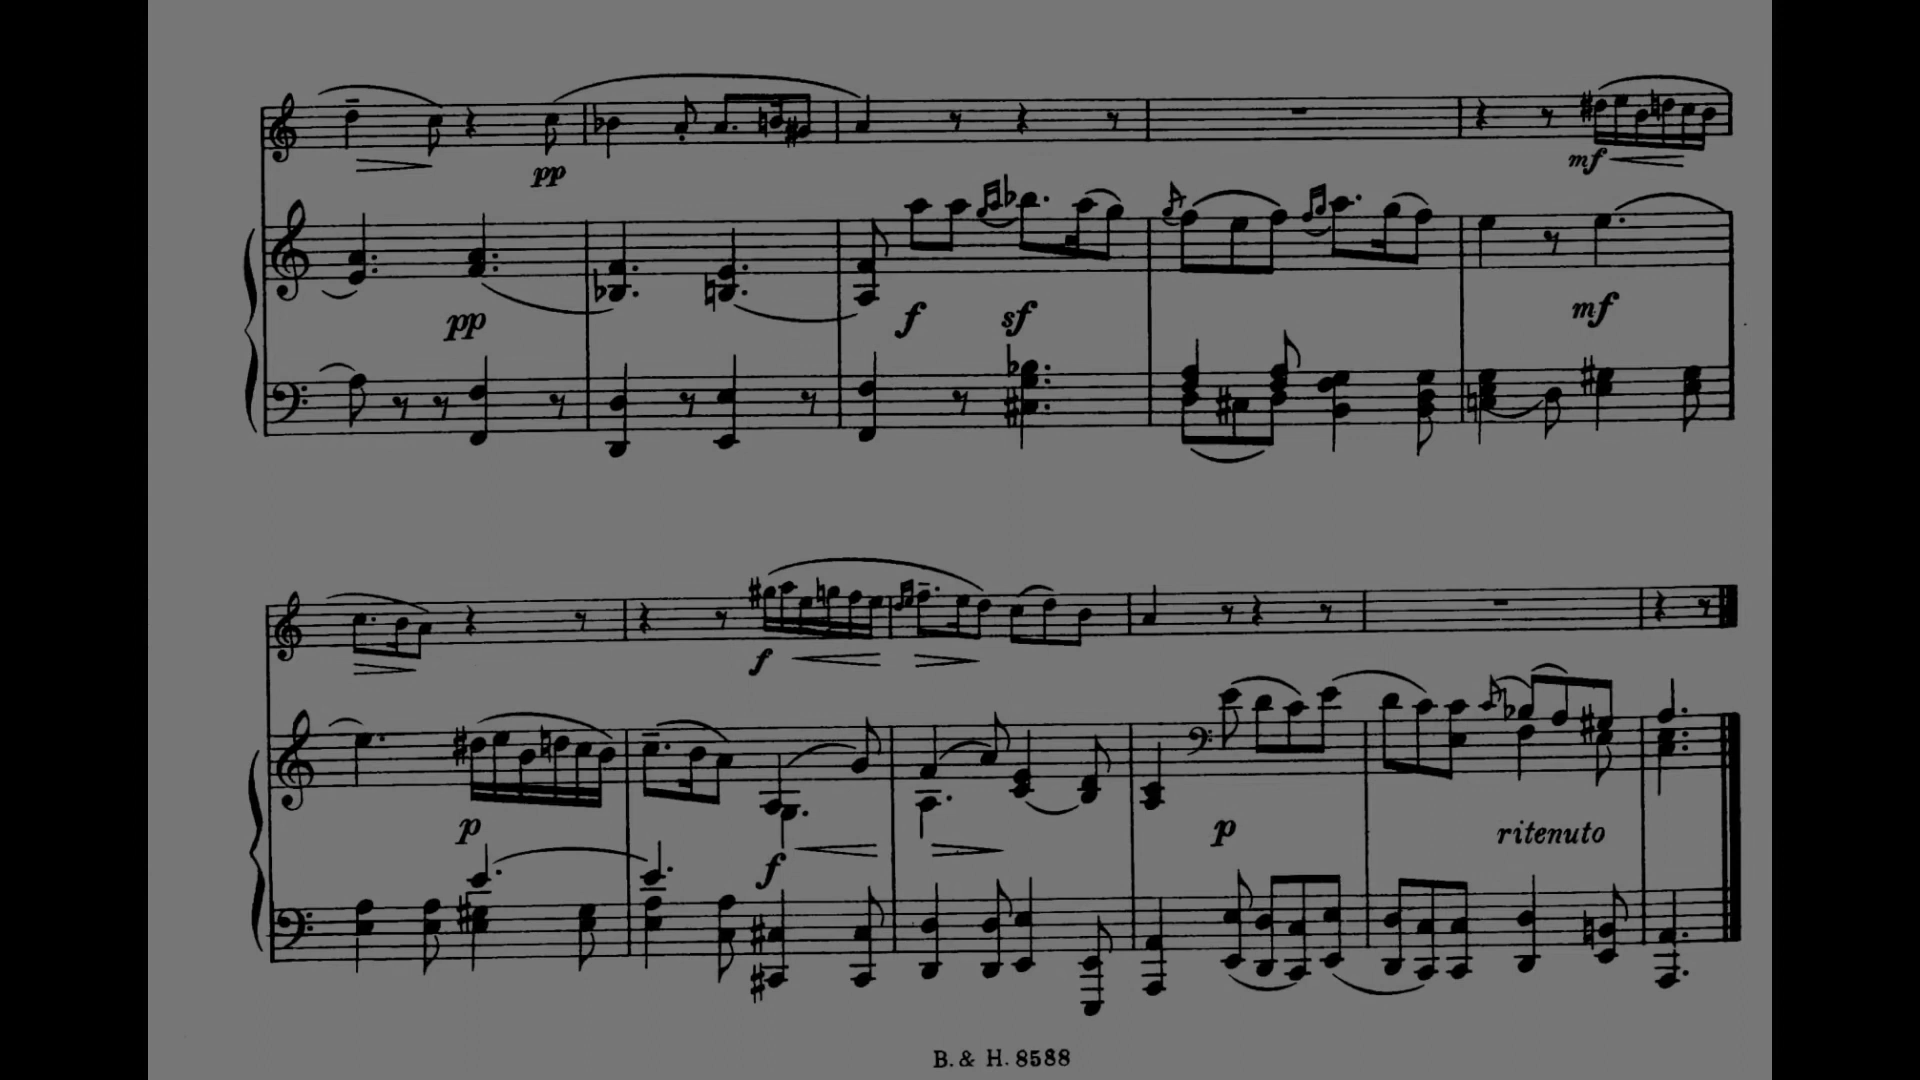 pp
mf
pp f sf mf
f
p f p ritenuto
B. & H. 8588